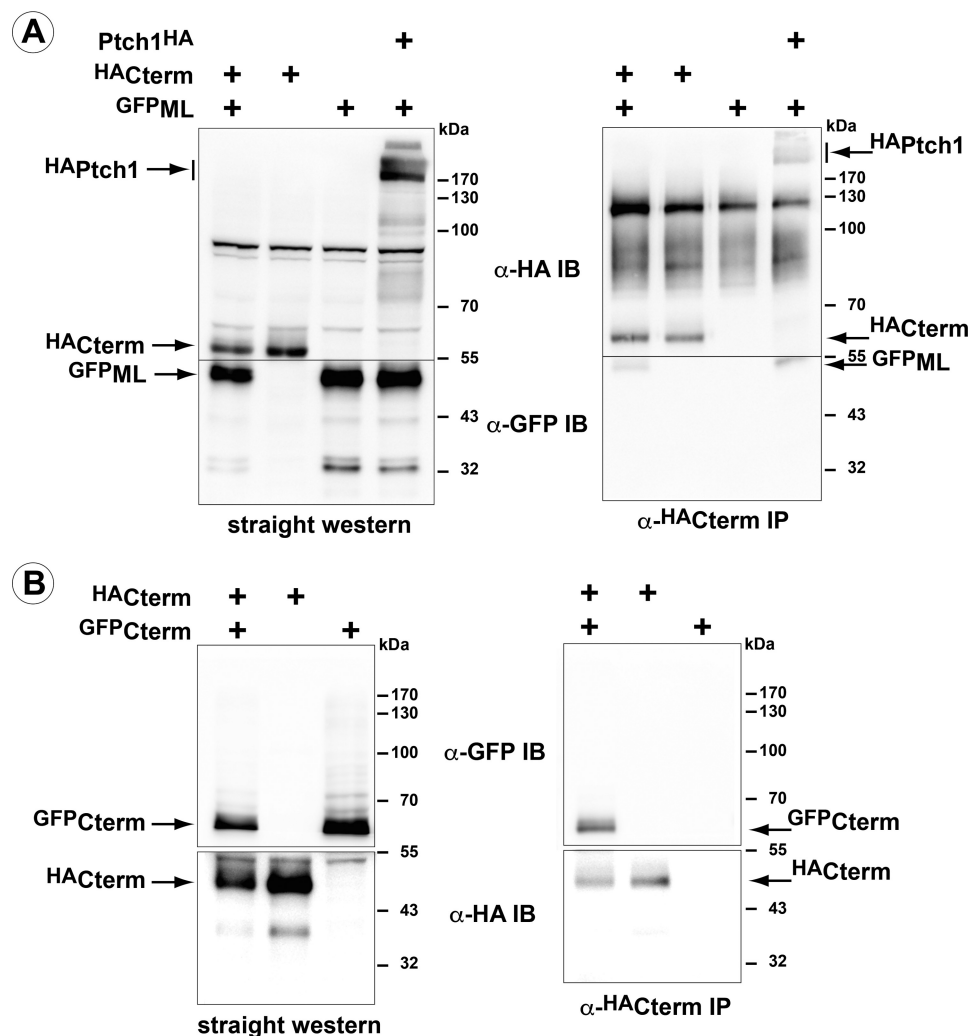 A
Ptch1HA + +
HACterm + + + +
GFPML + + + + + +
kDa kDa
HAPtch1 HAPtch1
170 170
130 130
100 100
α-HA IB
70 70
HACterm HACterm
55 55
GFPML GFPML
43 43
α-GFP IB
32 32
straight western α-HACterm IP
B
HACterm + + + +
GFPCterm + + + +
kDa kDa
170 170
130 130
α-GFP IB
100 100
70 70
GFPCterm GFPCterm
55 55
HACterm HACterm
43 43
α-HA IB
32 32
straight western α-HACterm IP